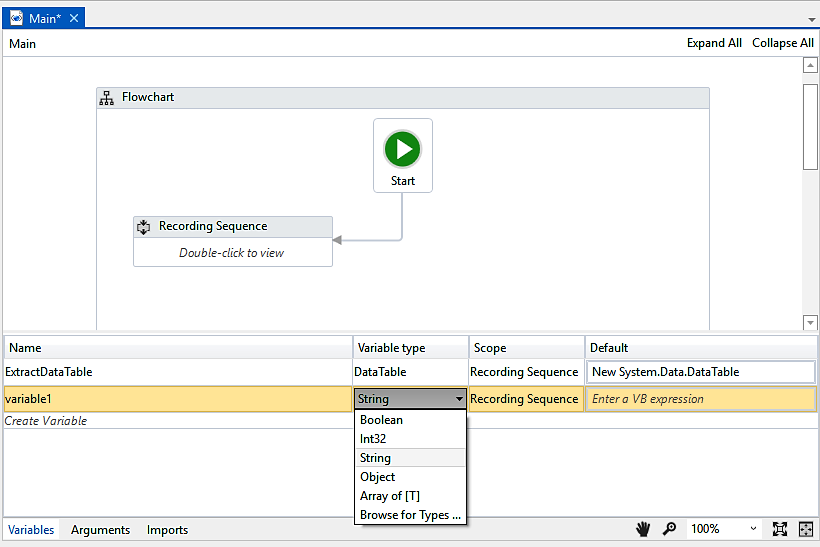 Main*
Main Expand All Collapse All
Flowchart
Start
Recording Sequence
Double-click to view
Name Variable type Scope Default
ExtractDataTable DataTable Recording Sequence New System.Data.DataTable
variable1 String Recording Sequence Enter a VB expression
Create Variable
Boolean
Int32
String
Object
Array of [T]
Browse for Types ...
Variables Arguments Imports 100%